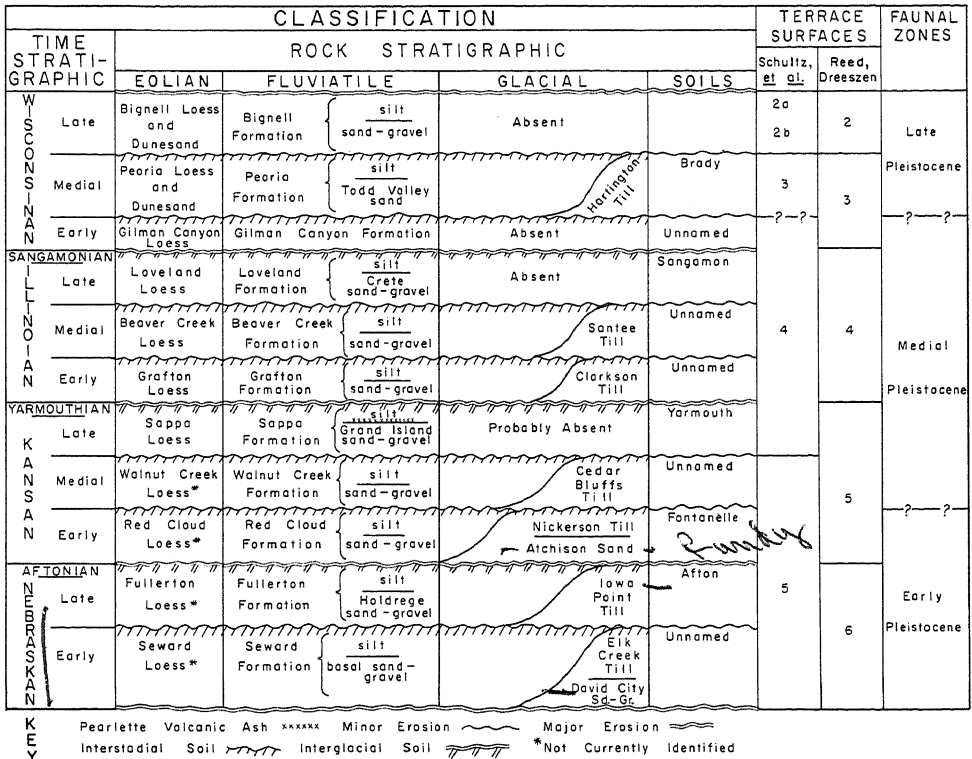 CLASSIFICATION
TERRACE SURFACES
FAUNAL ZONES
TIME STRATI-GRAPHIC
ROCK STRATIGRAPHIC
Schultz, et al.
Reed, Dreeszen
EOLIAN FLUVIATILE GLACIAL SOILS
WISCONSINAN
Late
Bignell Loess and Dunesand
Bignell Formation
silt
sand-gravel
Absent
2a
2b
2
Late Pleistocene
Medial
Peoria Loess and Dunesand
Peoria Formation
silt
Todd Valley sand
Hartington Till
Brady
3
3
Early
Gilman Canyon Loess
Gilman Canyon Formation
Absent
Unnamed
-?-?-
-?-?-
SANGAMONIAN
ILLINOIAN
Late
Loveland Loess
Loveland Formation
silt
Crete sand-gravel
Absent
Sangamon
Medial
Beaver Creek Loess
Beaver Creek Formation
silt
sand-gravel
Santee Till
Unnamed
4
4
Medial Pleistocene
Early
Grafton Loess
Grafton Formation
silt
sand-gravel
Clarkson Till
Unnamed
YARMOUTHIAN
KANSAN
Late
Sappa Loess
Sappa Formation
silt
xxxxxxxxxx
Grand Island sand-gravel
Probably Absent
Yarmouth
Medial
Walnut Creek Loess*
Walnut Creek Formation
silt
sand-gravel
Cedar Bluffs Till
Unnamed
5
Early
Red Cloud Loess*
Red Cloud Formation
silt
sand-gravel
Nickerson Till
Atchison Sand
Fontanelle
-?-?-
AFTONIAN
NEBRASKAN
Late
Fullerton Loess*
Fullerton Formation
silt
Holdrege sand-gravel
Iowa Point Till
Afton
5
Early Pleistocene
Early
Seward Loess*
Seward Formation
silt
basal sand-gravel
Elk Creek Till
David City Sd-Gr.
Unnamed
6
KEY
Pearlette Volcanic Ash xxxxxx Minor Erosion Major Erosion
Interstadial Soil Interglacial Soil *Not Currently Identified